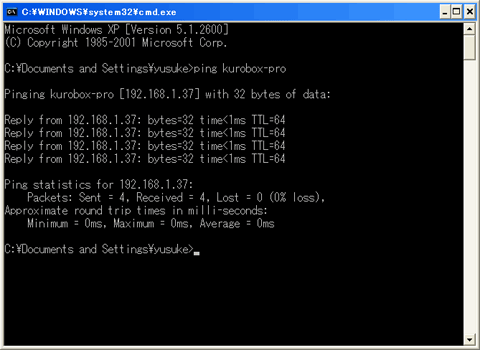 C:¥WINDOWS¥system32¥cmd.exe
Microsoft Windows XP [Version 5.1.2600]
(C) Copyright 1985-2001 Microsoft Corp.
C:¥Documents and Settings¥yusuke>ping kurobox-pro
Pinging kurobox-pro [192.168.1.37] with 32 bytes of data:
Reply from 192.168.1.37: bytes=32 time<1ms TTL=64
Reply from 192.168.1.37: bytes=32 time<1ms TTL=64
Reply from 192.168.1.37: bytes=32 time<1ms TTL=64
Reply from 192.168.1.37: bytes=32 time<1ms TTL=64
Ping statistics for 192.168.1.37:
Packets: Sent = 4, Received = 4, Lost = 0 (0% loss),
Approximate round trip times in milli-seconds:
Minimum = 0ms, Maximum = 0ms, Average = 0ms
C:¥Documents and Settings¥yusuke>